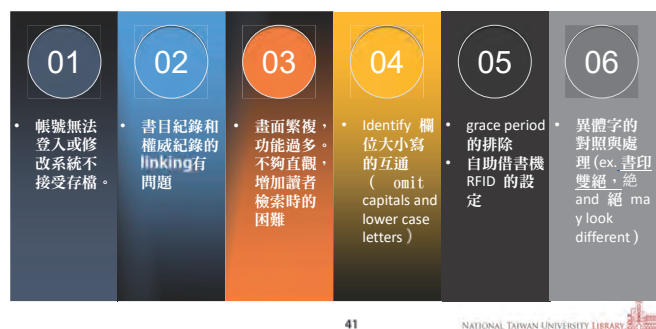 01
• 帳號無法
登入或修
改系統不
接受存檔。
02
• 書目紀錄和
權威紀錄的
linking有
問題
03
• 畫面繁複，
功能過多。
不夠直觀，
增加讀者
檢索時的
困難
04
• Identify 欄
位大小寫
的互通
（ omit
capitals and
lower case
letters）
05
• grace period
的排除
• 自助借書機
RFID 的設
定
06
• 異體字的
對照與處
理(ex. 書印
雙絕，絶
and 絕 ma
y look
different）
41
NATIONAL TAIWAN UNIVERSITY LIBRARY